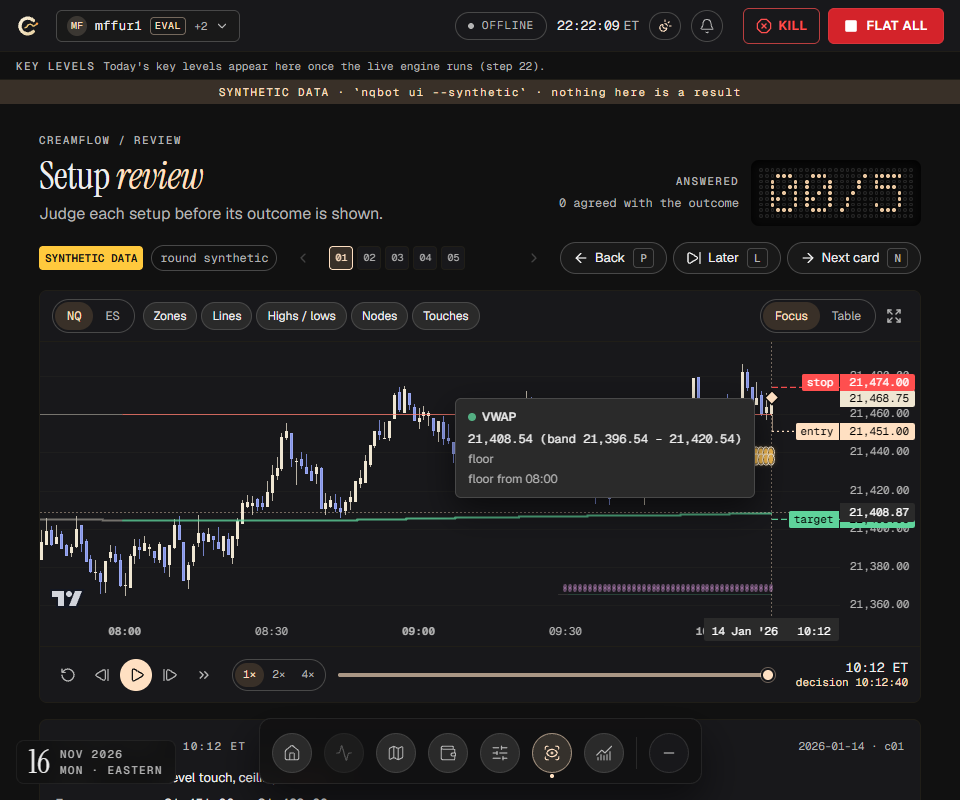 MF mffur1 EVAL +2
OFFLINE 22:22:09 ET KILL FLAT ALL
KEY LEVELS Today's key levels appear here once the live engine runs (step 22).
SYNTHETIC DATA · `nqbot ui --synthetic` · nothing here is a result
CREAMFLOW / REVIEW
Setup review
Judge each setup before its outcome is shown.
ANSWERED
0 agreed with the outcome
00/5
SYNTHETIC DATA round synthetic 01 02 03 04 05 Back P Later L Next card N
NQ ES Zones Lines Highs / lows Nodes Touches Focus Table
stop 21,474.00
21,468.75
21,460.00
entry 21,451.00
21,440.00
21,420.00
target 21,408.87
21,380.00
21,360.00
VWAP
21,408.54 (band 21,396.54 – 21,420.54)
floor
floor from 08:00
08:00 08:30 09:00 09:30 14 Jan '26 10:12
1× 2× 4×
10:12 ET
decision 10:12:40
10:12 ET 2026-01-14 · c01
16 NOV 2026
MON · EASTERN